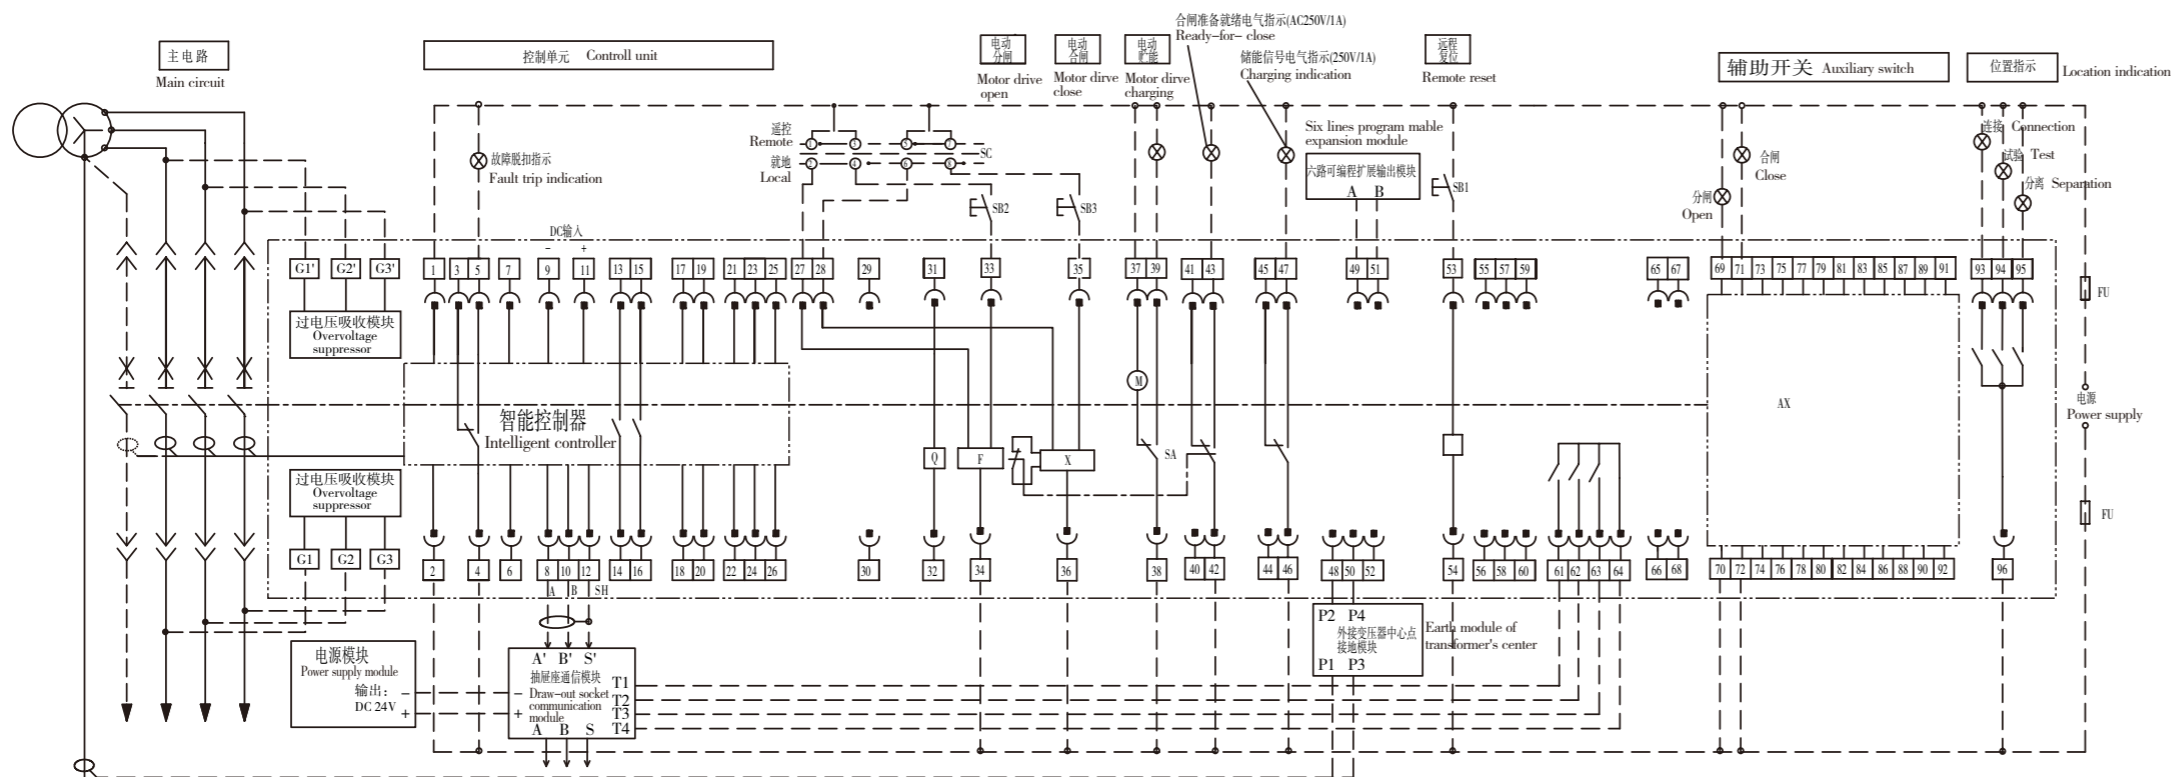 主电路
Main circuit
控制单元 Controll unit
电动
分闸
Motor drive
open
电动
合闸
Motor drive
close
电动
贮能
Motor drive
charging
合闸准备就绪电气指示(AC250V/1A)
Ready-for- close
储能信号电气指示(250V/1A)
Charging indication
远程
复位
Remote reset
辅助开关 Auxiliary switch
位置指示
Location indication
遥控
Remote
就地
Local
1 3 5 7
2 4 6 8
SC
故障脱扣指示
Fault trip indication
Six lines program mable
expansion module
六路可编程扩展输出模块
A B
SB2
SB3
SB1
合闸
Close
分闸
Open
连接 Connection
试验 Test
分离 Separation
DC输入
- +
G1' G2' G3'
1 3 5 7 9 11 13 15 17 19 21 23 25 27 28 29 31 33 35 37 39 41 43 45 47 49 51 53 55 57 59 65 67 69 71 73 75 77 79 81 83 85 87 89 91 93 94 95
FU
过电压吸收模块
Overvoltage
suppressor
智能控制器
Intelligent controller
M
AX
电源
Power supply
Q
F
X
SA
过电压吸收模块
Overvoltage
suppressor
FU
G1 G2 G3
2 4 6 8 10 12 14 16 18 20 22 24 26 30 32 34 36 38 40 42 44 46 48 50 52 54 56 58 60 61 62 63 64 66 68 70 72 74 76 78 80 82 84 86 88 90 92 96
A B SH
P2 P4
外接变压器中心点
接地模块
P1 P3
Earth module of
transformer's center
电源模块
Power supply module
输出： -
DC 24V +
A' B' S'
抽屉座通信模块
- Draw-out socket
communication
+ module
A B S
T1
T2
T3
T4